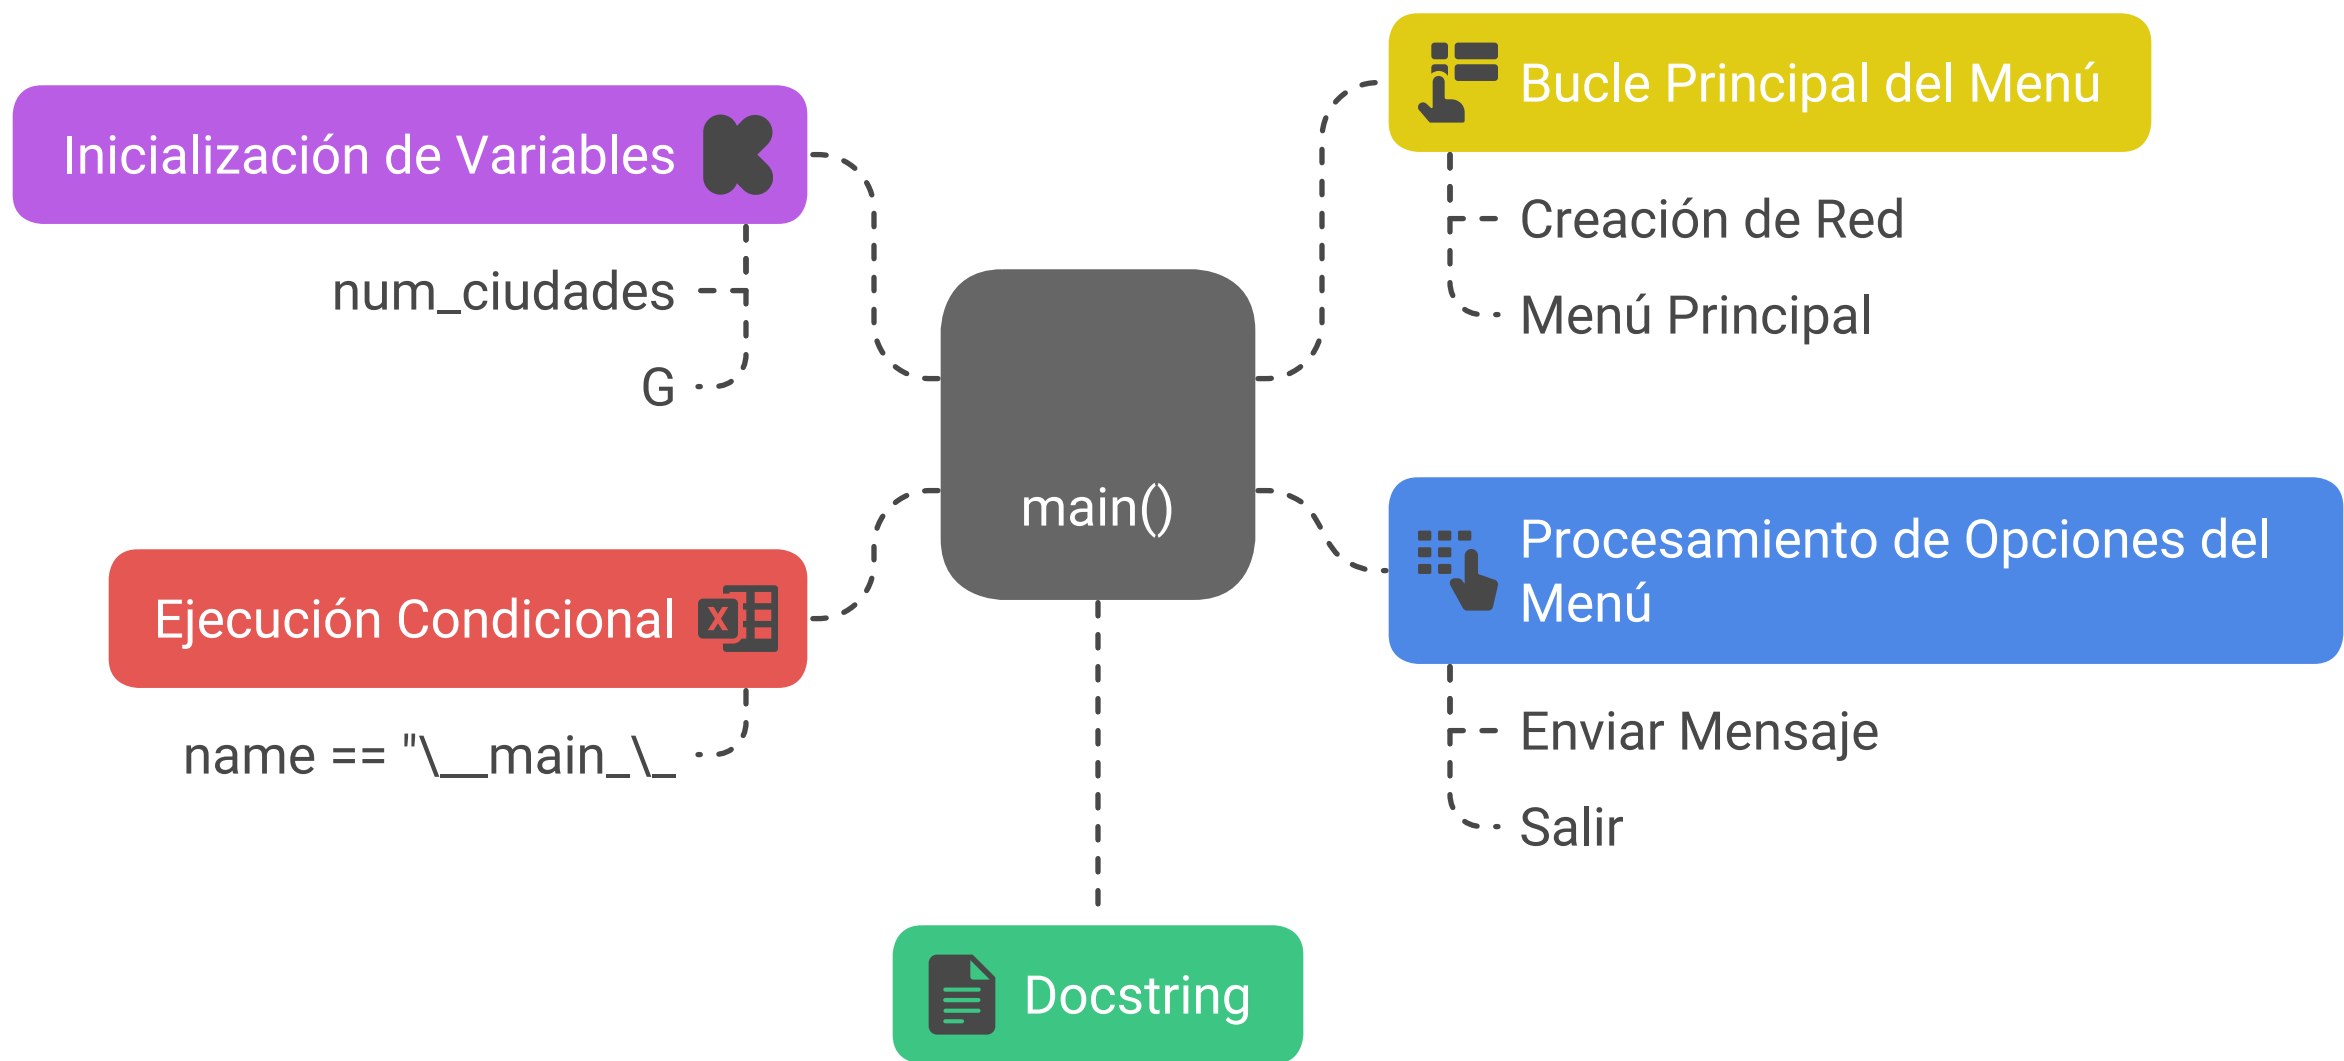 Inicialización de Variables
num_ciudades
G
Ejecución Condicional
name == "\__main_\_
main()
Bucle Principal del Menú
Creación de Red
Menú Principal
Procesamiento de Opciones del
Menú
Enviar Mensaje
Salir
Docstring